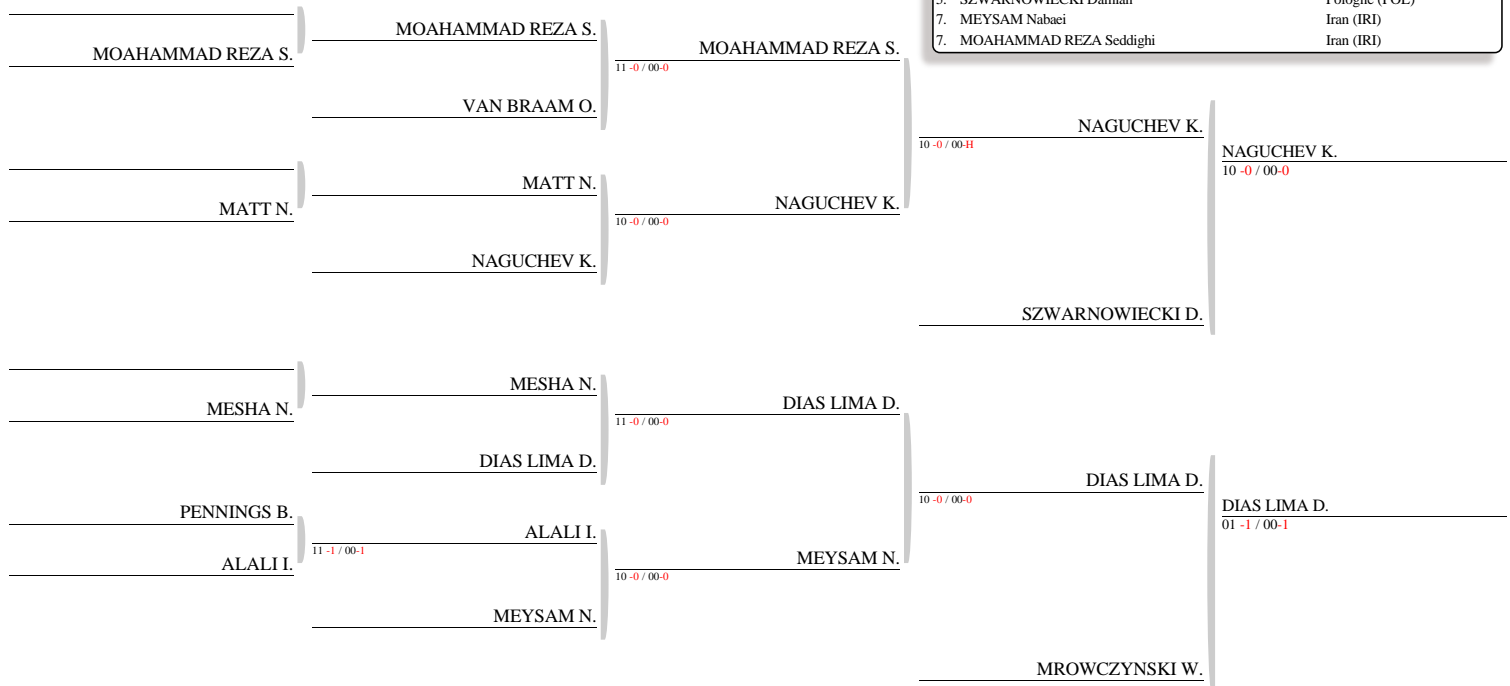 5. SZWARNOWIECKI Damian Pologne (POL)
7. MEYSAM Nabaei Iran (IRI)
7. MOAHAMMAD REZA Seddighi Iran (IRI)
MOAHAMMAD REZA S.
MATT N.
MESHA N.
PENNINGS B.
ALALI I.
MOAHAMMAD REZA S.
VAN BRAAM O.
MATT N.
NAGUCHEV K.
MESHA N.
DIAS LIMA D.
ALALI I.
11 -1 / 00-1
MEYSAM N.
MOAHAMMAD REZA S.
11 -0 / 00-0
NAGUCHEV K.
10 -0 / 00-0
DIAS LIMA D.
11 -0 / 00-0
MEYSAM N.
10 -0 / 00-0
NAGUCHEV K.
10 -0 / 00-H
SZWARNOWIECKI D.
DIAS LIMA D.
10 -0 / 00-0
MROWCZYNSKI W.
NAGUCHEV K.
10 -0 / 00-0
DIAS LIMA D.
01 -1 / 00-1